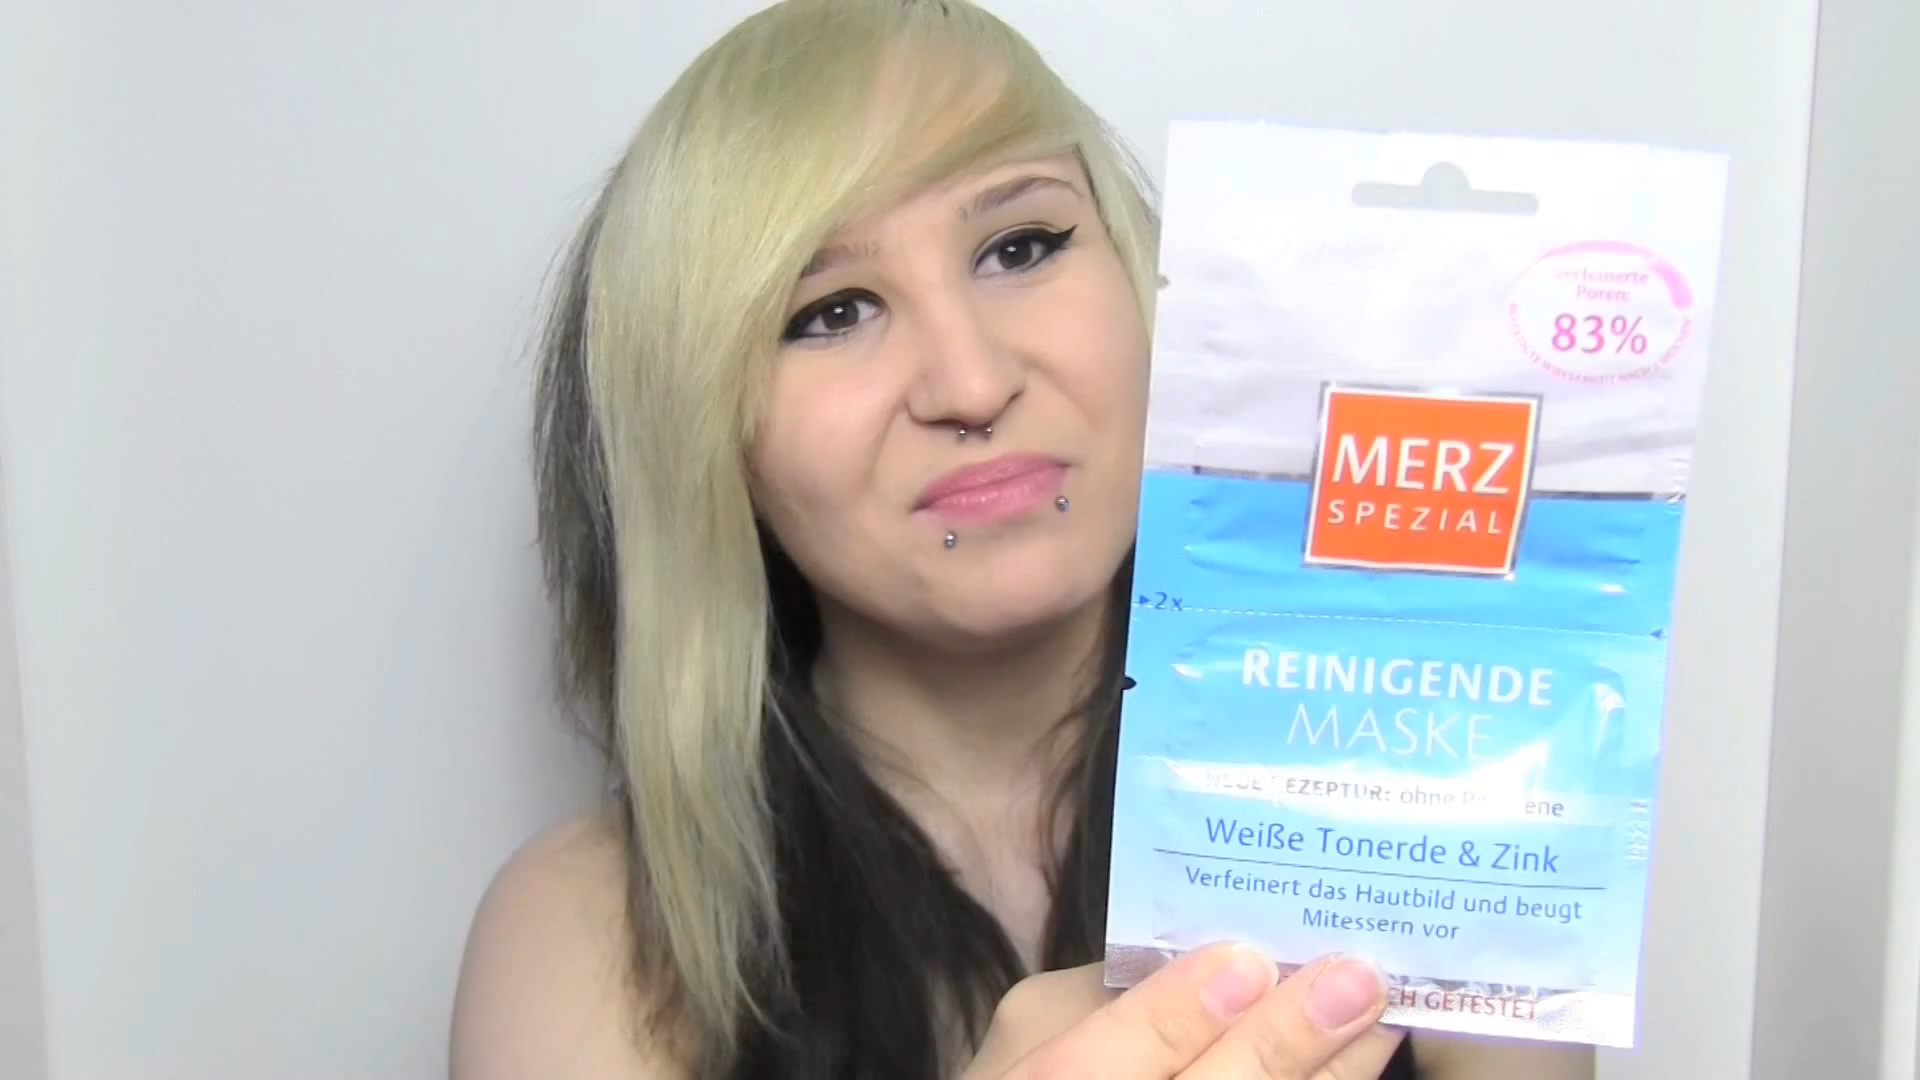 verfeinerte
Poren:
83%
MERZ
SPEZIAL
2x
REINIGENDE
MASKE
NEUE REZEPTUR: ohne
Weiße Tonerde & Zink
Verfeinert das Hautbild und beugt
Mitessern vor
GETESTET